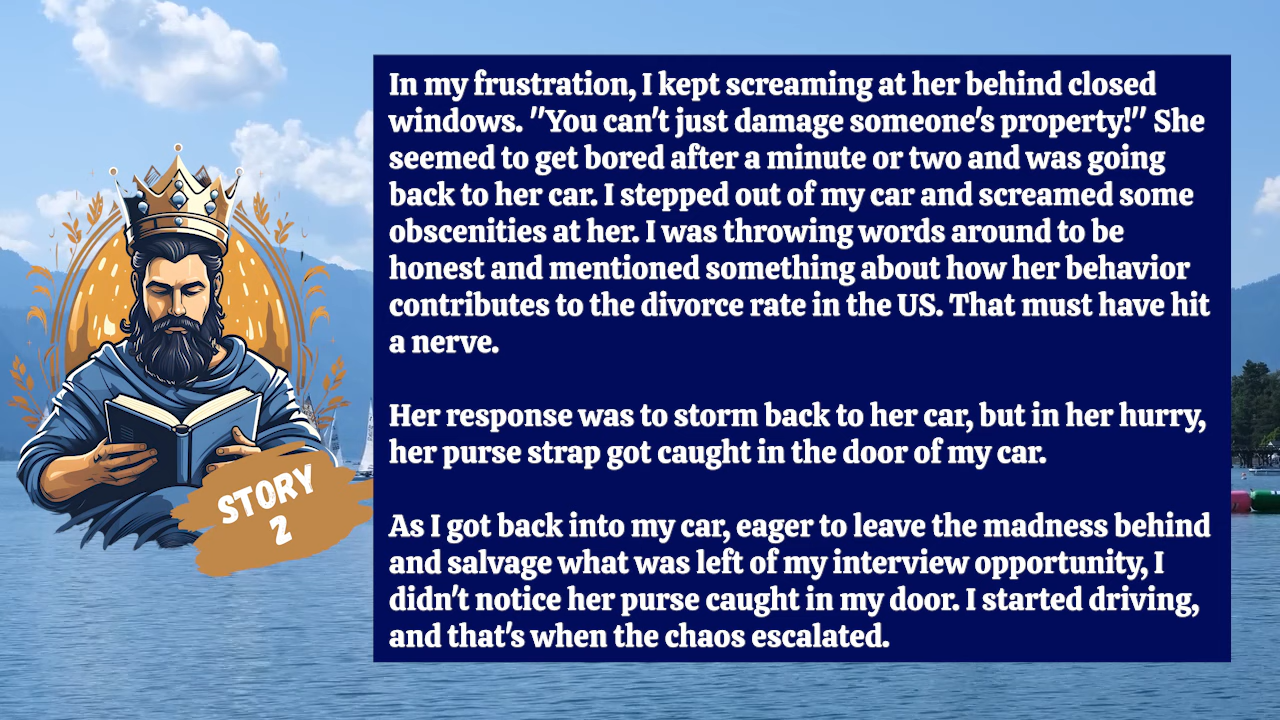 In my frustration, I kept screaming at her behind closed
windows. "You can't just damage someone's property!" She
seemed to get bored after a minute or two and was going
back to her car. I stepped out of my car and screamed some
obscenities at her. I was throwing words around to be
honest and mentioned something about how her behavior
contributes to the divorce rate in the US. That must have hit
a nerve.
Her response was to storm back to her car, but in her hurry,
her purse strap got caught in the door of my car.
As I got back into my car, eager to leave the madness behind
and salvage what was left of my interview opportunity, I
didn't notice her purse caught in my door. I started driving,
and that's when the chaos escalated.
STORY
2